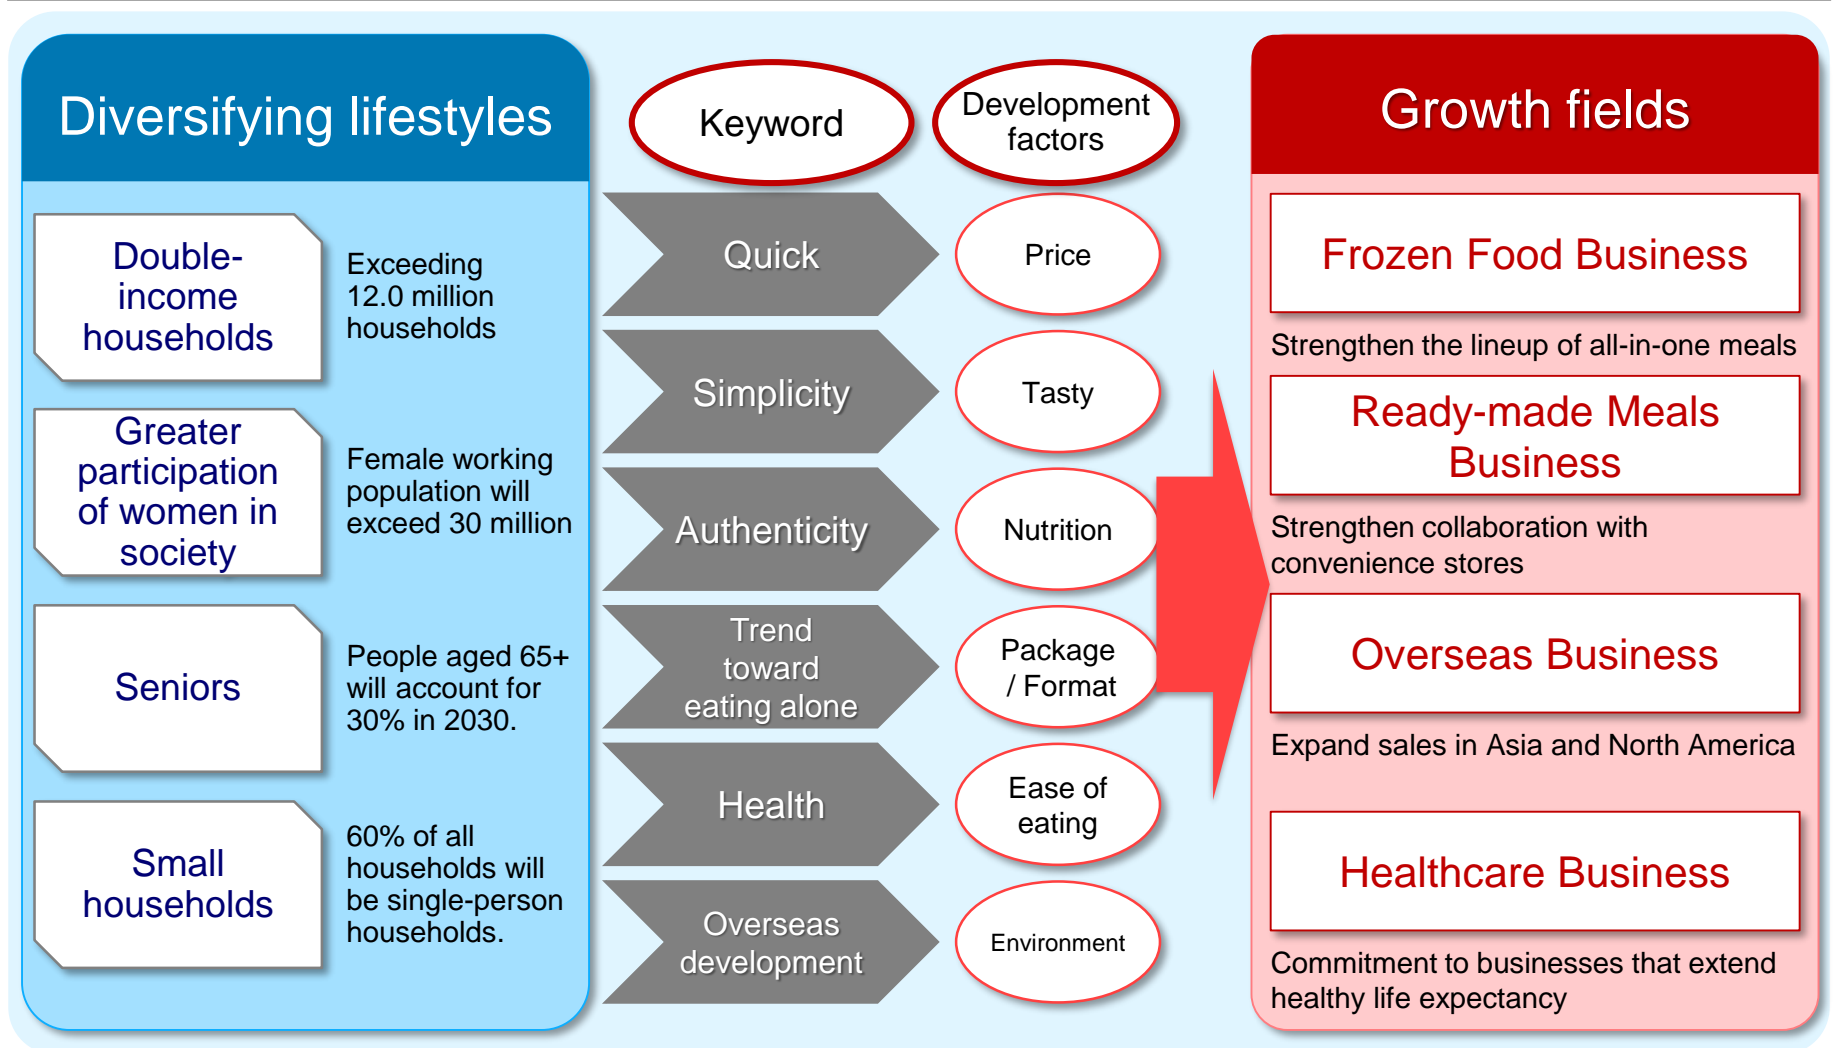 Diversifying lifestyles
Double-
income
households
Exceeding
12.0 million
households
Greater
participation
of women in
society
Female working
population will
exceed 30 million
Seniors
People aged 65+
will account for
30% in 2030.
Small
households
60% of all
households will
be single-person
households.
Keyword
Quick
Simplicity
Authenticity
Trend
toward
eating alone
Health
Overseas
development
Development
factors
Price
Tasty
Nutrition
Package
/ Format
Ease of
eating
Environment
Growth fields
Frozen Food Business
Strengthen the lineup of all-in-one meals
Ready-made Meals
Business
Strengthen collaboration with
convenience stores
Overseas Business
Expand sales in Asia and North America
Healthcare Business
Commitment to businesses that extend
healthy life expectancy